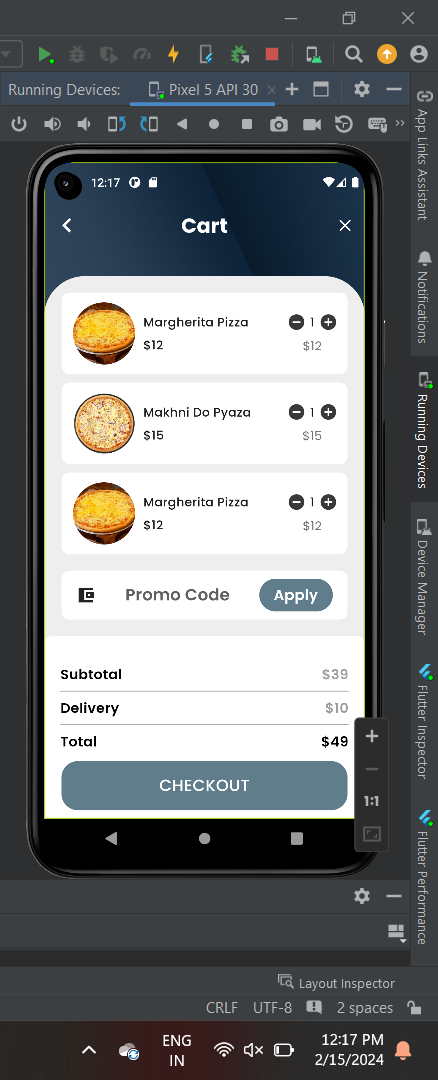 Running Devices:
Pixel 5 API 30
12:17
Cart
Margherita Pizza
1
$12
$12
Makhni Do Pyaza
1
$15
$15
Margherita Pizza
1
$12
$12
Promo Code
Apply
Subtotal
$39
Delivery
$10
Total
$49
CHECKOUT
1:1
App Links Assistant
Notifications
Running Devices
Device Manager
Flutter Inspector
Flutter Performance
Layout Inspector
CRLF
UTF-8
2 spaces
ENG
IN
12:17 PM
2/15/2024